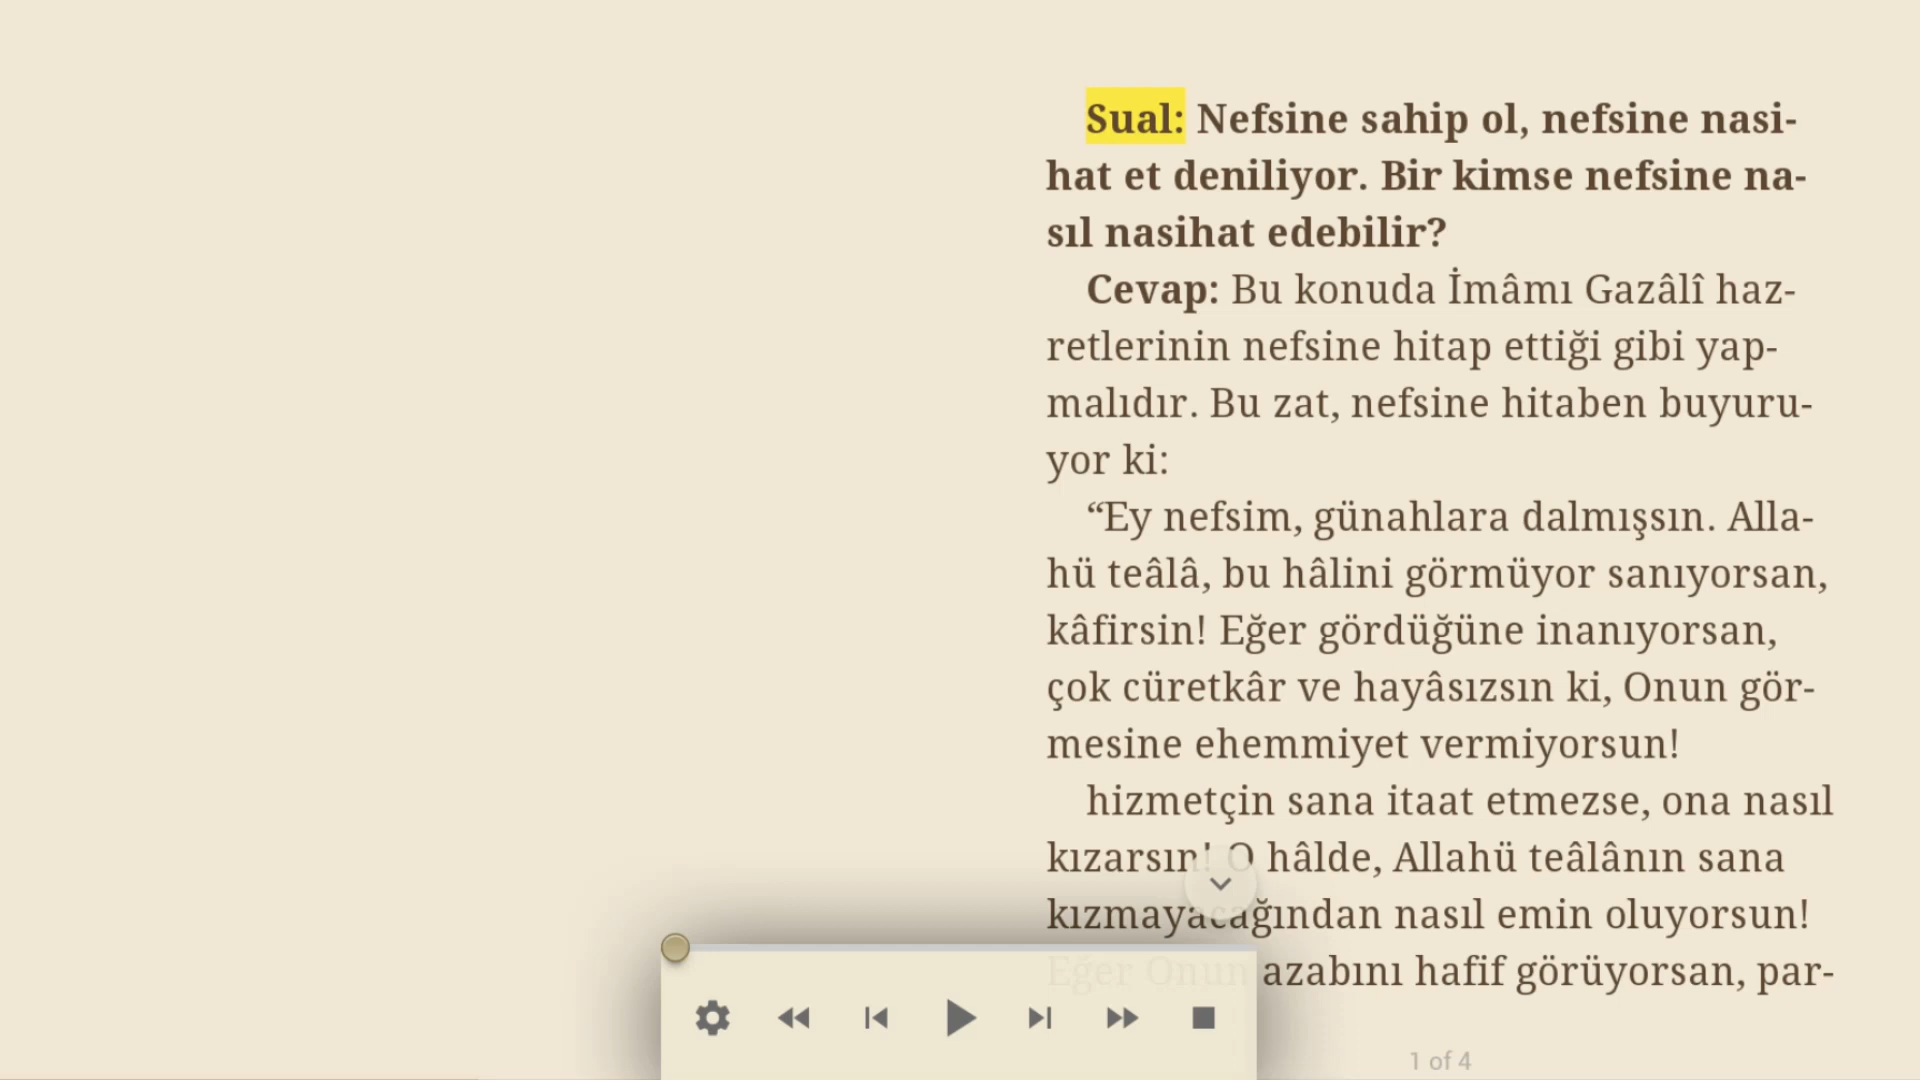 Sual: Nefsine sahip ol, nefsine nasi-
hat et deniliyor. Bir kimse nefsine na-
sıl nasihat edebilir?
Cevap: Bu konuda İmâmı Gazâlî haz-
retlerinin nefsine hitap ettiği gibi yap-
malıdır. Bu zat, nefsine hitaben buyuru-
yor ki:
“Ey nefsim, günahlara dalmışsın. Alla-
hü teâlâ, bu hâlini görmüyor sanıyorsan,
kâfirsin! Eğer gördüğüne inanıyorsan,
çok cüretkâr ve hayâsızsın ki, Onun gör-
mesine ehemmiyet vermiyorsun!
hizmetçin sana itaat etmezse, ona nasıl
kızarsın! O hâlde, Allahü teâlânın sana
kızmayacağından nasıl emin oluyorsun!
Eğer Onun azabını hafif görüyorsan, par-
1 of 4